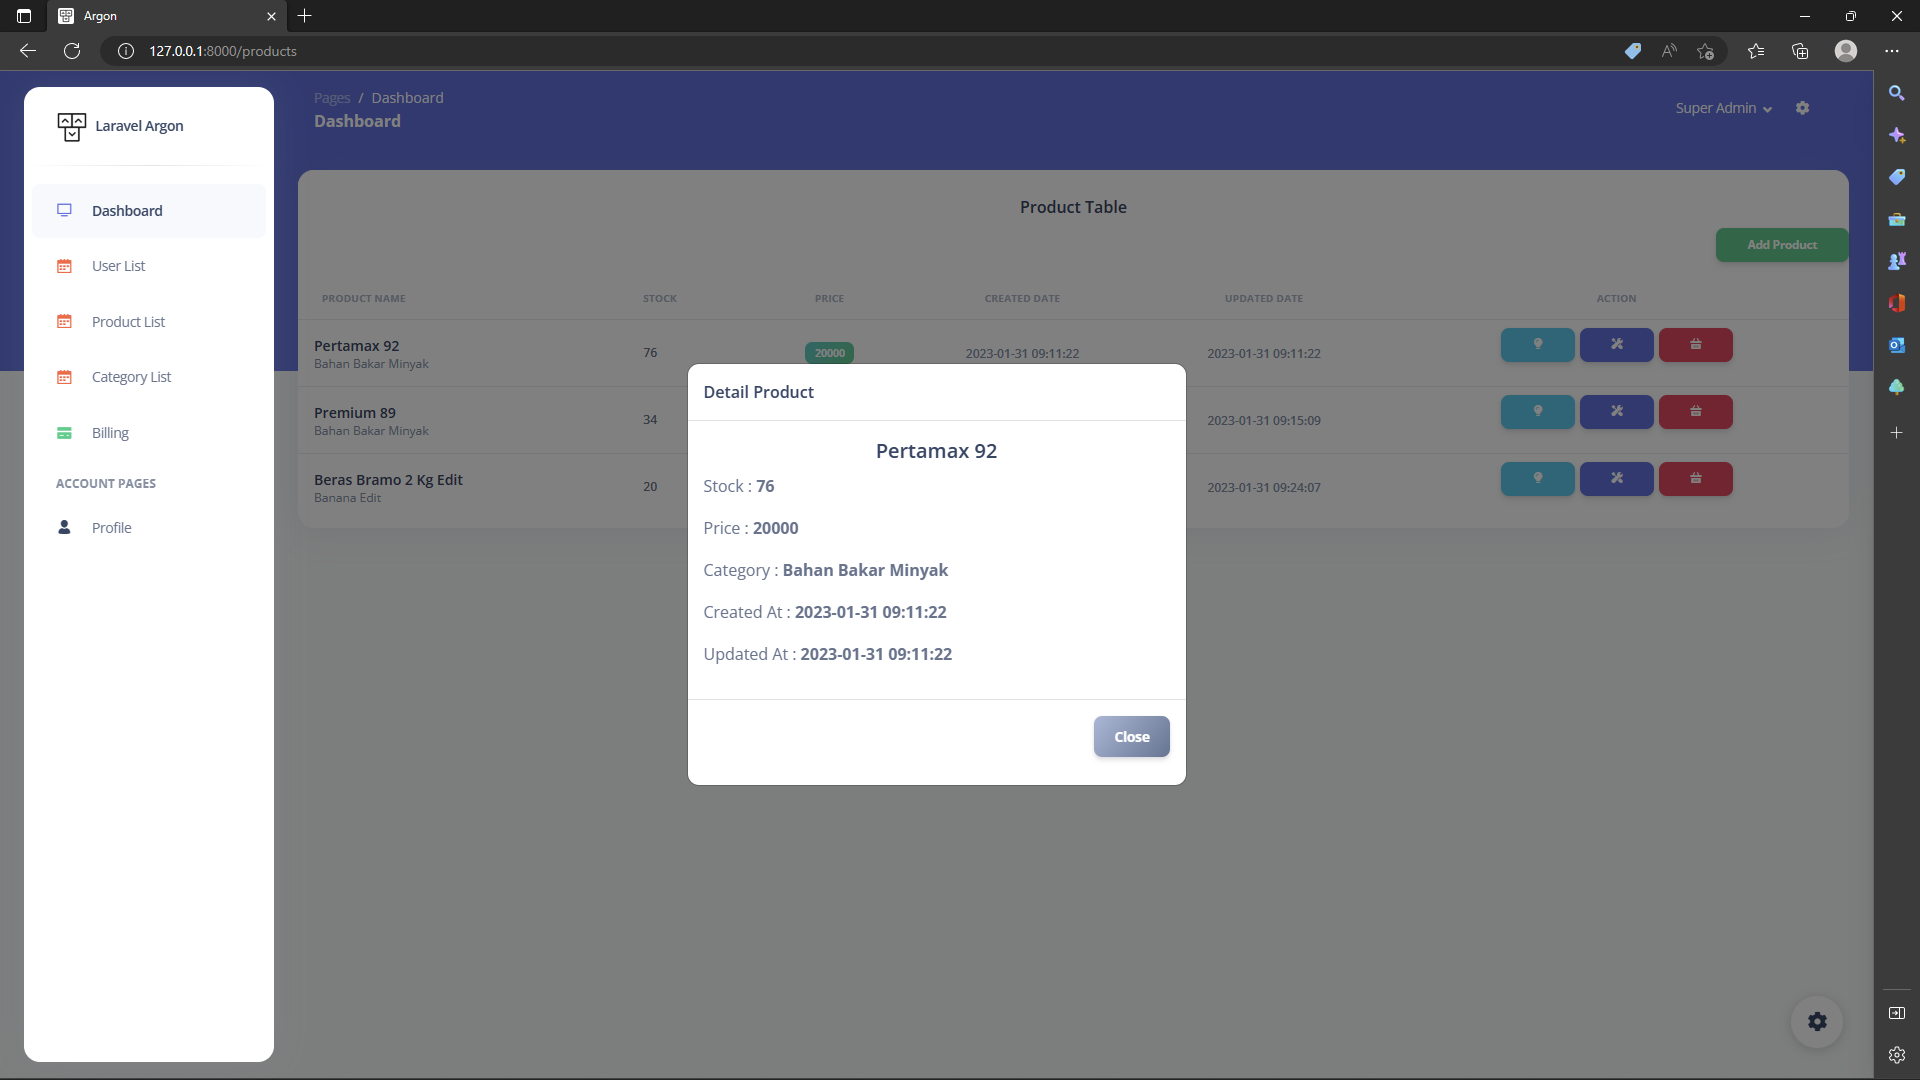 Argon
127.0.0.1:8000/products
Laravel Argon
Dashboard
User List
Product List
Category List
Billing
ACCOUNT PAGES
Profile
Pages / Dashboard
Dashboard
Super Admin
Product Table
Add Product
PRODUCT NAME STOCK PRICE CREATED DATE UPDATED DATE ACTION
Pertamax 92
Bahan Bakar Minyak
76 20000 2023-01-31 09:11:22 2023-01-31 09:11:22
Premium 89
Bahan Bakar Minyak
34 2023-01-31 09:15:09
Beras Bramo 2 Kg Edit
Banana Edit
20 2023-01-31 09:24:07
Detail Product
Pertamax 92
Stock : 76
Price : 20000
Category : Bahan Bakar Minyak
Created At : 2023-01-31 09:11:22
Updated At : 2023-01-31 09:11:22
Close